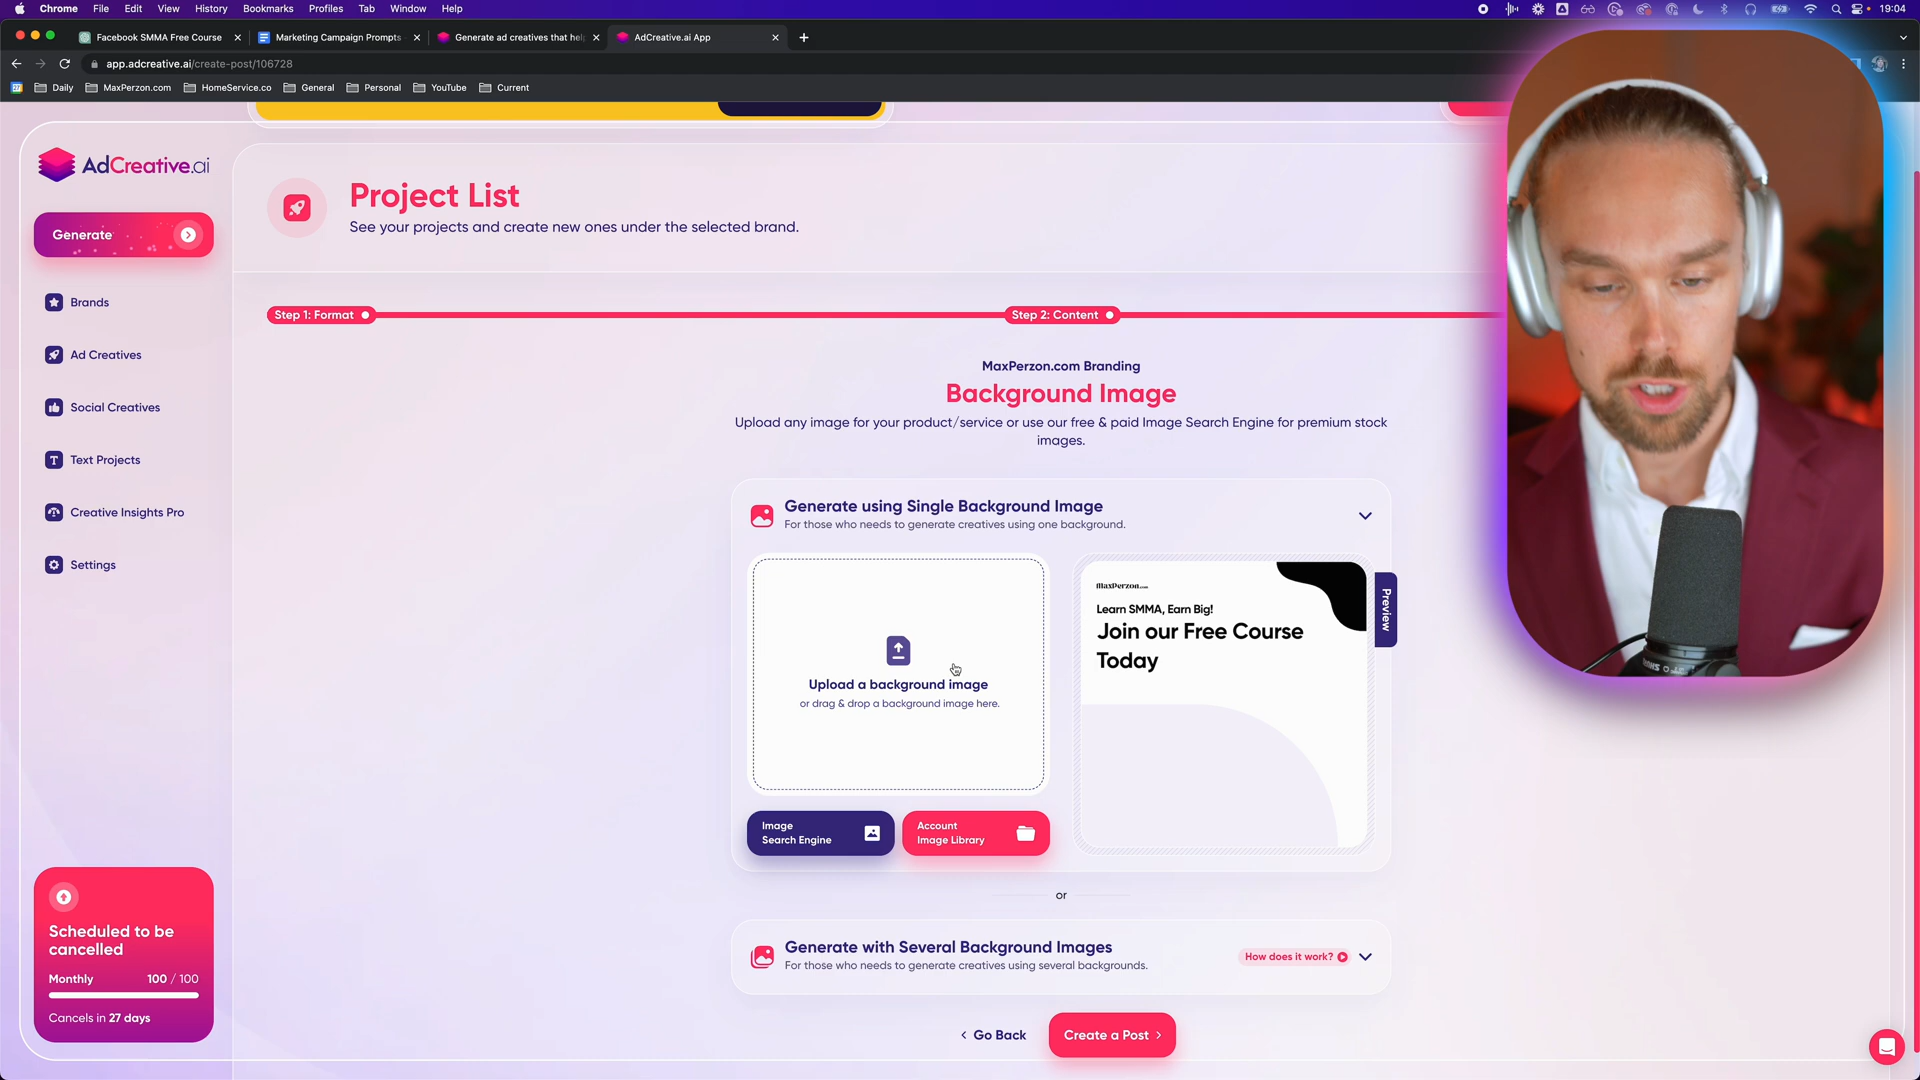 Chrome File Edit View History Bookmarks Profiles Tab Window Help 19:04
Facebook SMMA Free Course
Marketing Campaign Prompts
Generate ad creatives that hel
AdCreative.ai App
app.adcreative.ai/create-post/106728
Daily MaxPerzon.com HomeService.co General Personal YouTube Current
AdCreative.ai
Generate
Brands
Ad Creatives
Social Creatives
Text Projects
Creative Insights Pro
Settings
Scheduled to be
cancelled
Monthly 100 / 100
Cancels in 27 days
Project List
See your projects and create new ones under the selected brand.
Step 1: Format
Step 2: Content
MaxPerzon.com Branding
Background Image
Upload any image for your product/service or use our free & paid Image Search Engine for premium stock
images.
Generate using Single Background Image
For those who needs to generate creatives using one background.
Upload a background image
or drag & drop a background image here.
Image
Search Engine
Account
Image Library
MaxPerzon.com
Learn SMMA, Earn Big!
Join our Free Course
Today
Preview
or
Generate with Several Background Images
For those who needs to generate creatives using several backgrounds.
How does it work?
Go Back
Create a Post